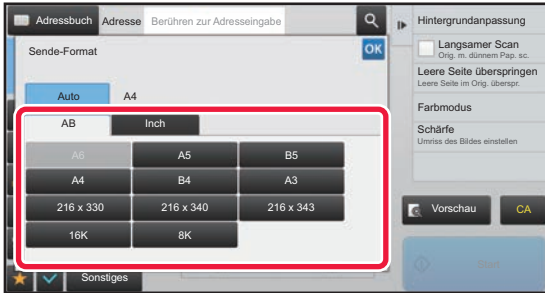 Adressbuch Adresse Berühren zur Adresseingabe
Sende-Format
OK
Auto A4
AB Inch
A6 A5 B5
A4 B4 A3
216 x 330 216 x 340 216 x 343
16K 8K
Sonstiges
Hintergrundanpassung
Langsamer Scan
Orig. m. dünnem Pap. sc.
Leere Seite überspringen
Leere Seite im Orig. überspr.
Farbmodus
Schärfe
Umriss des Bildes einstellen
Vorschau CA
Start